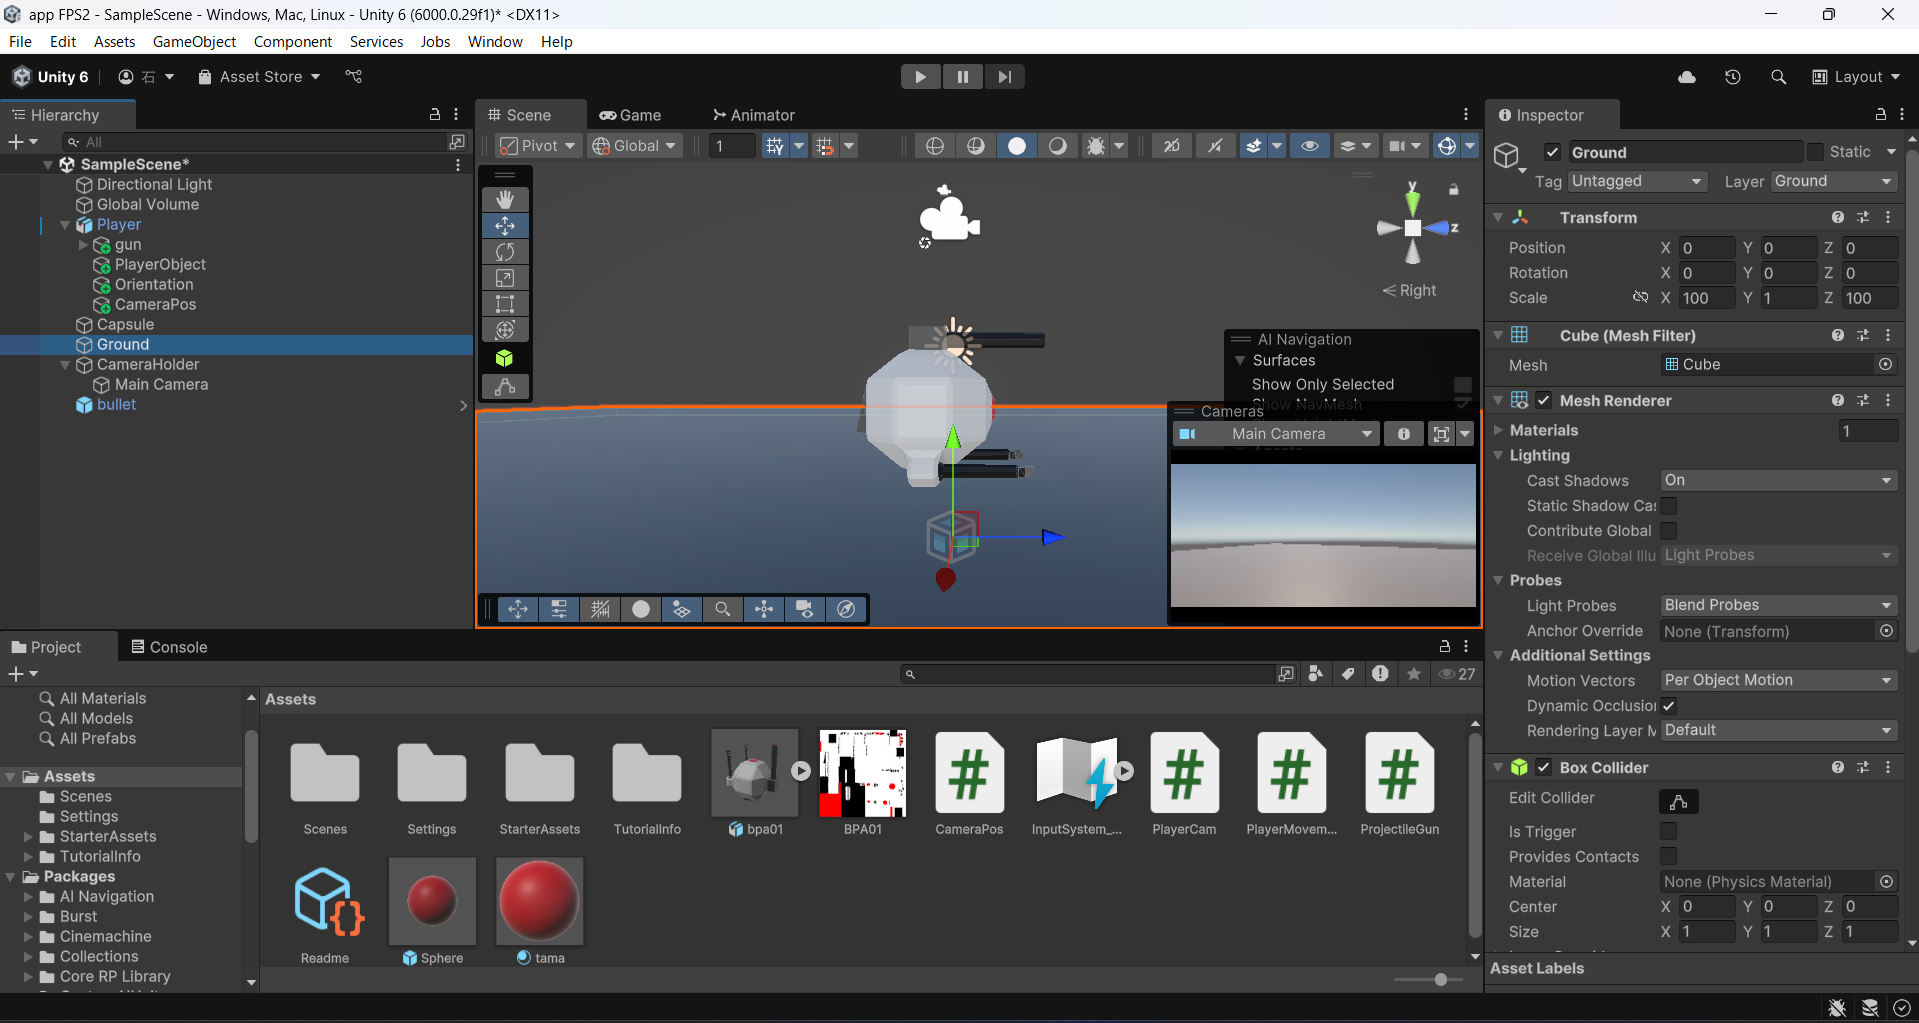 app FPS2 - SampleScene - Windows, Mac, Linux - Unity 6 (6000.0.29f1)* <DX11>
File Edit Assets GameObject Component Services Jobs Window Help
Unity 6 石 Asset Store Layout
Hierarchy
All
SampleScene*
Directional Light
Global Volume
Player
gun
PlayerObject
Orientation
CameraPos
Capsule
Ground
CameraHolder
Main Camera
bullet
Scene Game Animator
Pivot Global 1 2D
y
z
Right
AI Navigation
Surfaces
Show Only Selected
Show NavMesh
Cameras
Main Camera
Inspector
Ground Static
Tag Untagged Layer Ground
Transform
Position X 0 Y 0 Z 0
Rotation X 0 Y 0 Z 0
Scale X 100 Y 1 Z 100
Cube (Mesh Filter)
Mesh Cube
Mesh Renderer
Materials 1
Lighting
Cast Shadows On
Static Shadow Ca
Contribute Global
Receive Global Illu Light Probes
Probes
Light Probes Blend Probes
Anchor Override None (Transform)
Additional Settings
Motion Vectors Per Object Motion
Dynamic Occlusio
Rendering Layer M Default
Box Collider
Edit Collider
Is Trigger
Provides Contacts
Material None (Physics Material)
Center X 0 Y 0 Z 0
Size X 1 Y 1 Z 1
Asset Labels
Project Console
27
All Materials
All Models
All Prefabs
Assets
Scenes
Settings
StarterAssets
TutorialInfo
Packages
AI Navigation
Burst
Cinemachine
Collections
Core RP Library
Assets
Scenes Settings StarterAssets TutorialInfo bpa01 BPA01 CameraPos InputSystem_... PlayerCam PlayerMovem... ProjectileGun
Readme Sphere tama